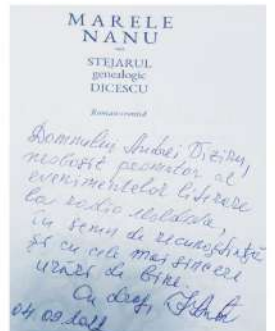 MARELE
NANU
sau
STEJARUL
genealogic
DICESCU
Roman-cronică
Domnului Andrei Viziru,
neobosit promotor al
evenimentelor literare
la radio Moldova,
în semn de recunoștință
și cu cele mai sincere
urări de bine.
Cu drag,
04.09.2022